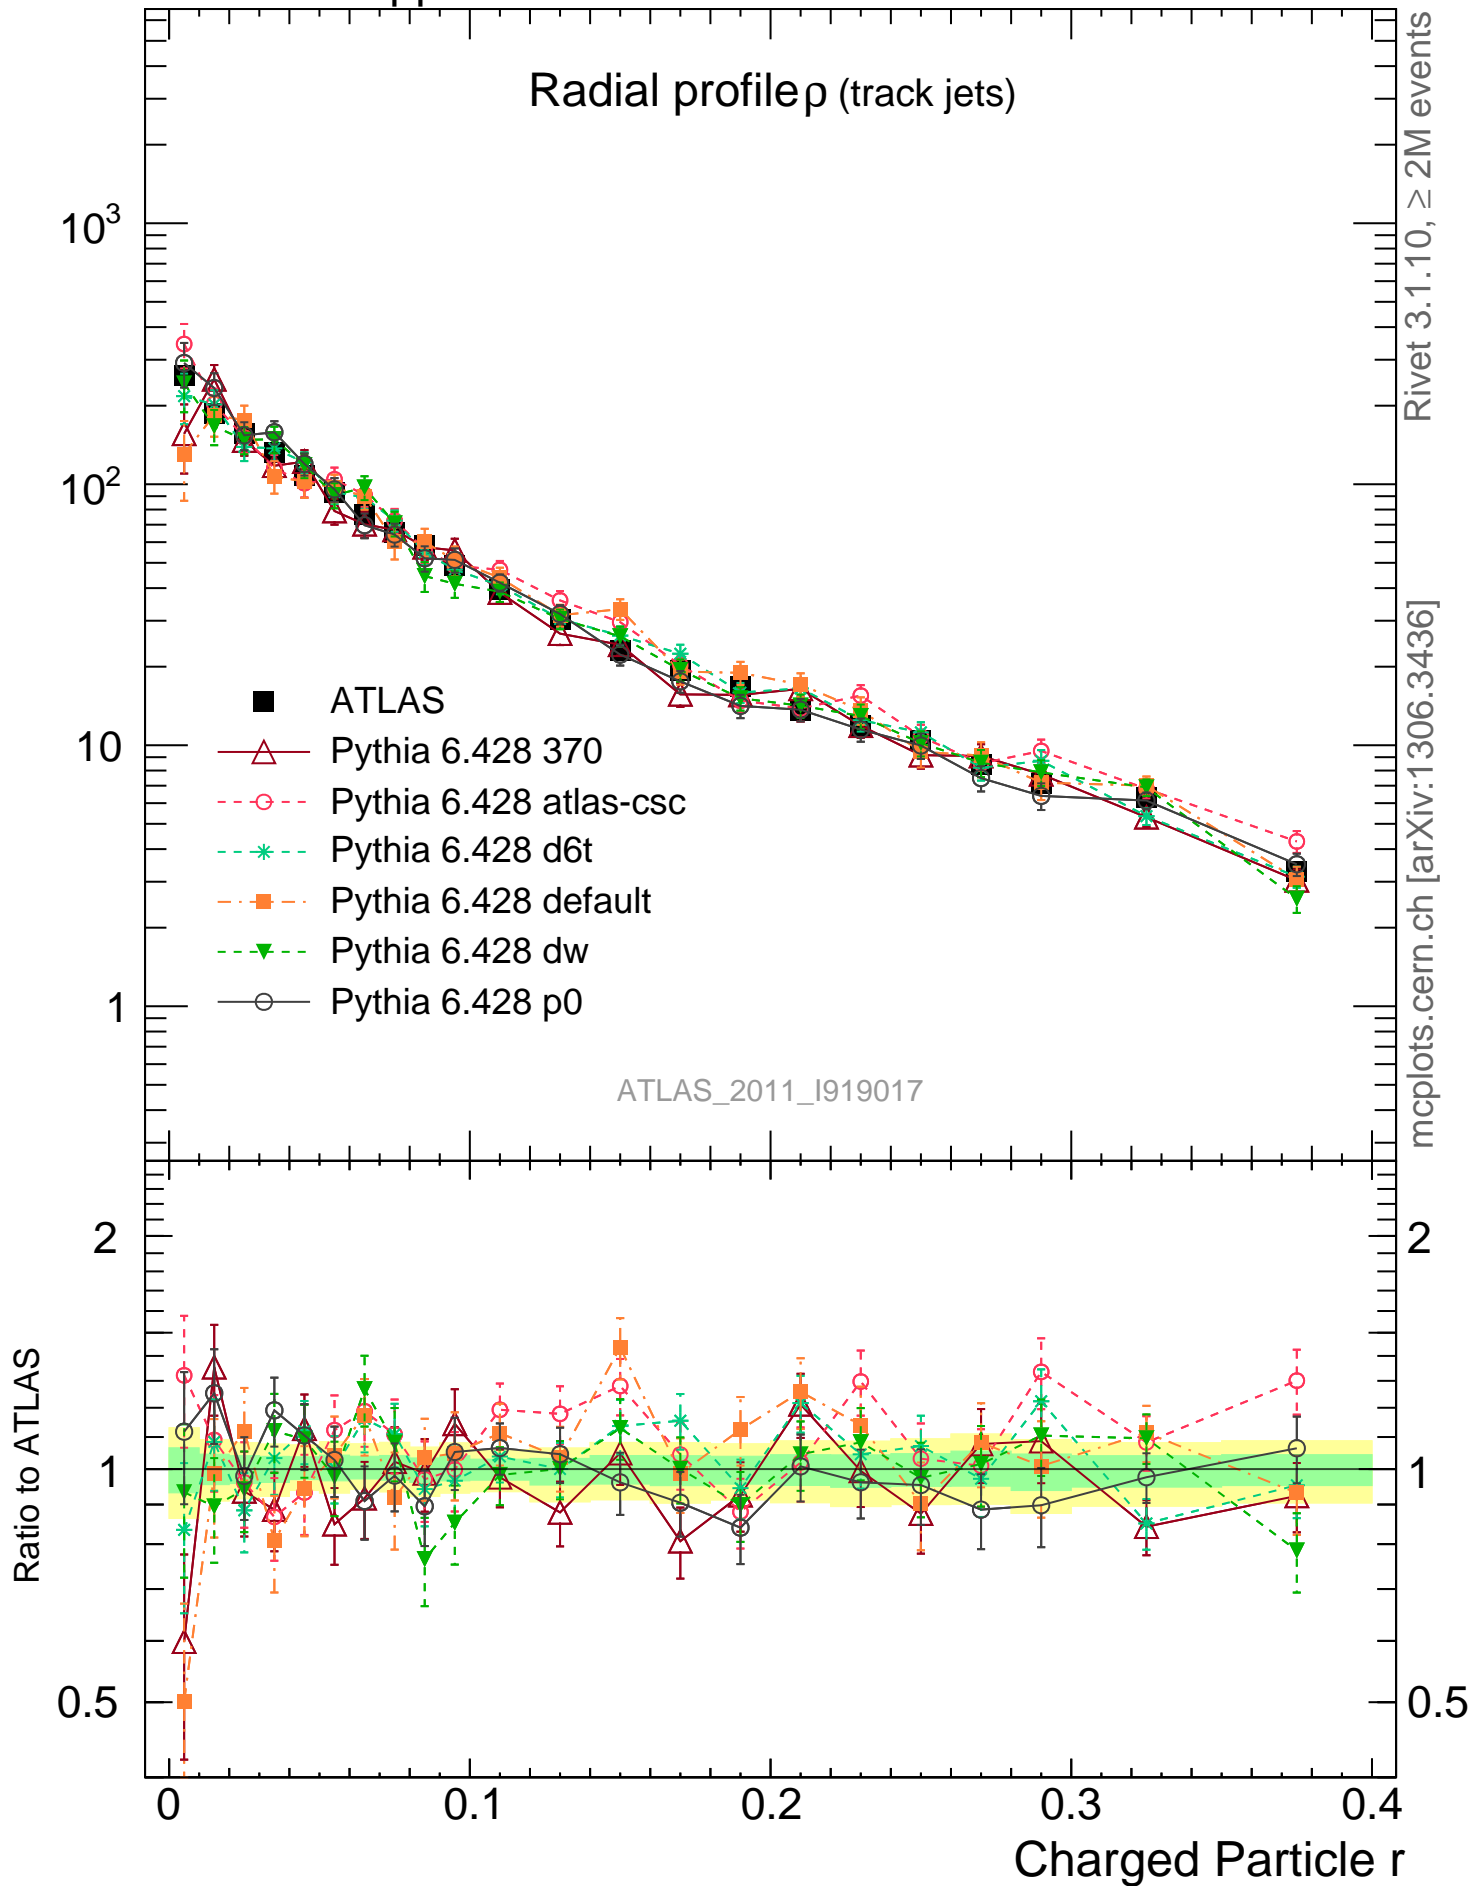 Radial profile ρ (track jets)
10³
10²
10
1
ATLAS
Pythia 6.428 370
Pythia 6.428 atlas-csc
Pythia 6.428 d6t
Pythia 6.428 default
Pythia 6.428 dw
Pythia 6.428 p0
ATLAS_2011_I919017
Rivet 3.1.10, ≥ 2M events
mcplots.cern.ch [arXiv:1306.3436]
Ratio to ATLAS
2
1
0.5
2
1
0.5
0
0.1
0.2
0.3
0.4
Charged Particle r